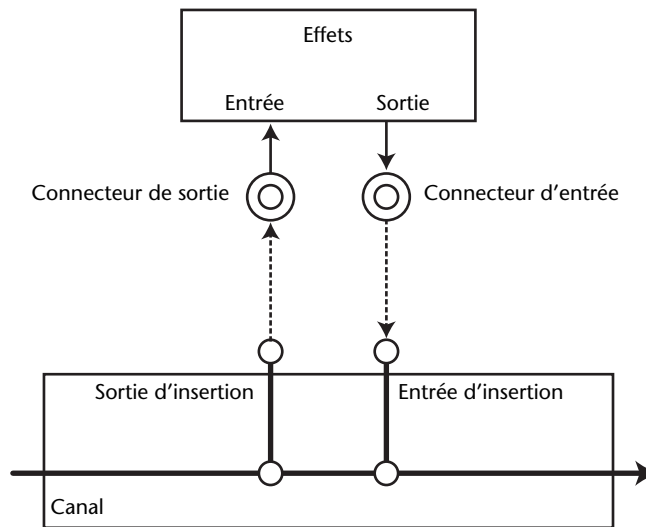 Effets
Entrée Sortie
Connecteur de sortie Connecteur d’entrée
Sortie d’insertion Entrée d’insertion
Canal